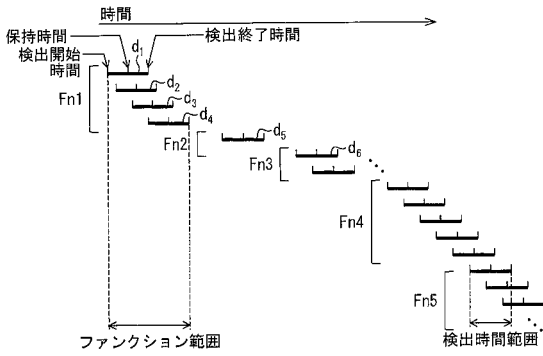 時間
保持時間
検出終了時間
検出開始
時間
d1
d2
d3
d4
Fn1
Fn2
d5
Fn3
d6
Fn4
Fn5
ファンクション範囲
検出時間範囲